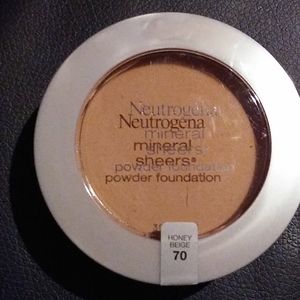 Neutrogena
mineral
sheers®
powder foundation
HONEY
BEIGE
70